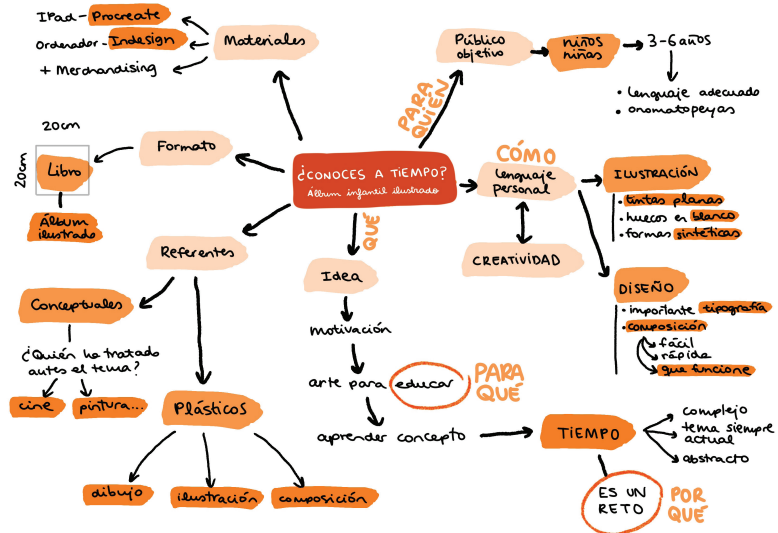 IPad - Procreate
Ordenador - Indesign
+ Merchandising
Materiales
20cm
20cm
Libro
Álbum
ilustrado
Formato
Referentes
Conceptuales
¿Quién ha tratado
antes el tema?
cine
pintura...
Plásticos
dibujo
ilustración
composición
¿CONOCES A TIEMPO?
Álbum infantil ilustrado
PARA
QUIÉN
Público
objetivo
niños
niñas
3-6 años
• lenguaje adecuado
• onomatopeyas
CÓMO
lenguaje
personal
CREATIVIDAD
ILUSTRACIÓN
• tintas planas
• huecos en blanco
• formas sintéticas
DISEÑO
• importante tipografía
• composición
fácil
rápida
que funcione
QUÉ
Idea
motivación
arte para educar
PARA
QUÉ
aprender concepto
TIEMPO
complejo
tema siempre
actual
abstracto
ES UN
RETO
POR
QUÉ